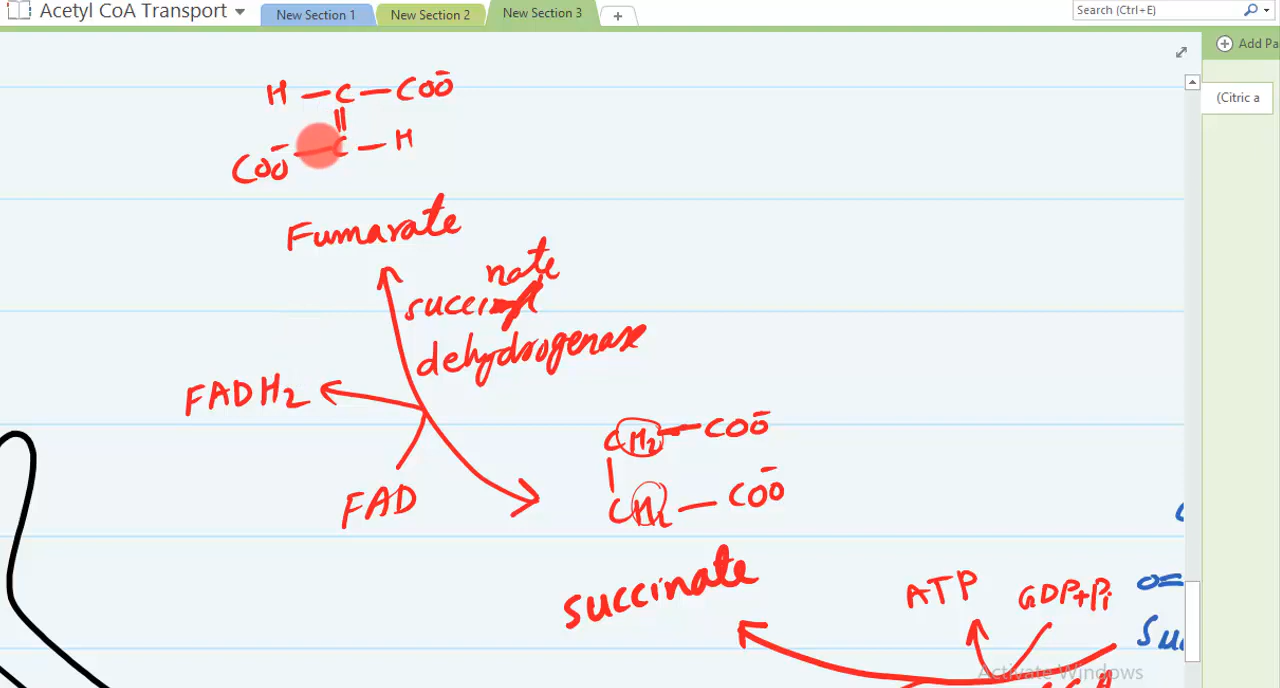 Acetyl CoA Transport
New Section 1
New Section 2
New Section 3
+
Search (Ctrl+E)
Add Pa
(Citric a
H — C — COO⁻
||
COO⁻ — C — H
Fumarate
nate
succi
dehydrogenase
FADH2
FAD
CH2 — COO⁻
|
CH2 — COO⁻
succinate
ATP
GDP+Pi
O=
Su
Activate Windows